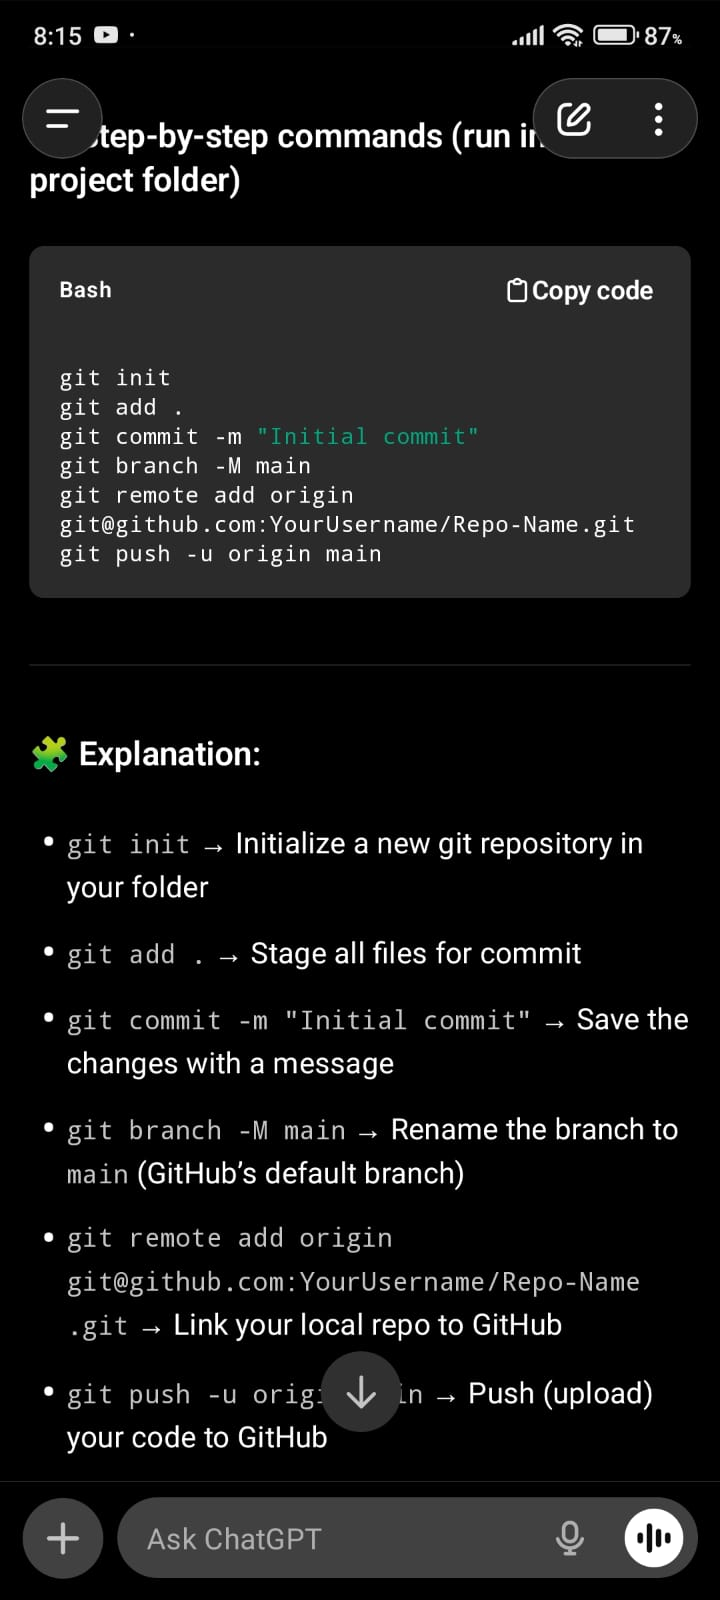 8:15
87%
tep-by-step commands (run in
project folder)
Bash
Copy code
git init
git add .
git commit -m "Initial commit"
git branch -M main
git remote add origin
git@github.com:YourUsername/Repo-Name.git
git push -u origin main
🧩 Explanation:
• git init → Initialize a new git repository in
your folder
• git add . → Stage all files for commit
• git commit -m "Initial commit" → Save the
changes with a message
• git branch -M main → Rename the branch to
main (GitHub's default branch)
• git remote add origin
git@github.com:YourUsername/Repo-Name
.git → Link your local repo to GitHub
• git push -u orig in → Push (upload)
your code to GitHub
Ask ChatGPT